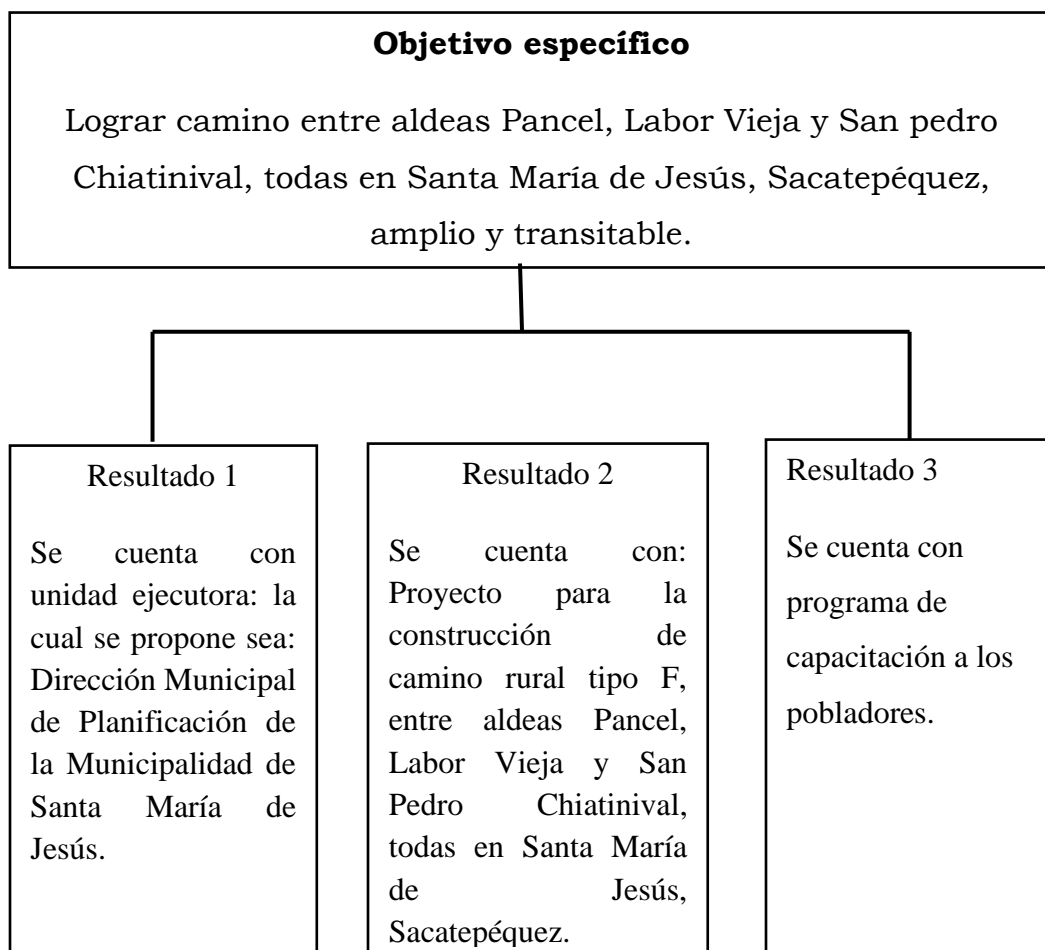 Objetivo específico
Lograr camino entre aldeas Pancel, Labor Vieja y San pedro
Chiatinival, todas en Santa María de Jesús, Sacatepéquez,
amplio y transitable.
Resultado 1
Se cuenta con
unidad ejecutora: la
cual se propone sea:
Dirección Municipal
de Planificación de
la Municipalidad de
Santa María de
Jesús.
Resultado 2
Se cuenta con:
Proyecto para la
construcción de
camino rural tipo F,
entre aldeas Pancel,
Labor Vieja y San
Pedro Chiatinival,
todas en Santa María
de Jesús,
Sacatepéquez.
Resultado 3
Se cuenta con
programa de
capacitación a los
pobladores.